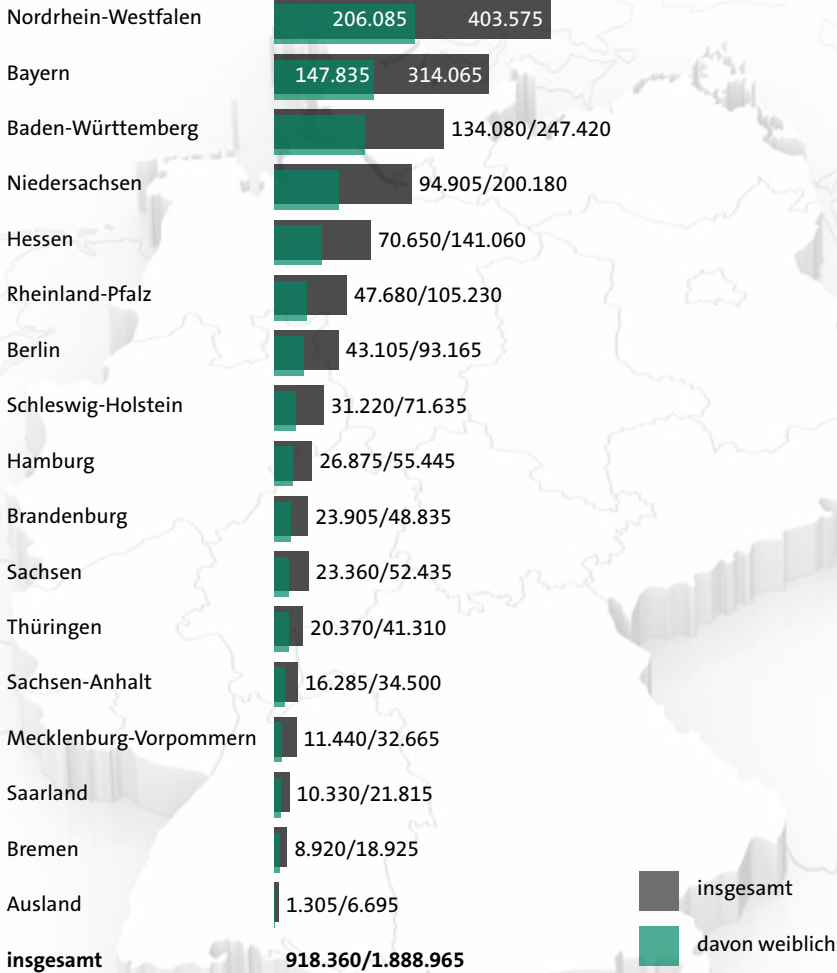 Nordrhein-Westfalen 206.085 403.575
Bayern 147.835 314.065
Baden-Württemberg 134.080/247.420
Niedersachsen 94.905/200.180
Hessen 70.650/141.060
Rheinland-Pfalz 47.680/105.230
Berlin 43.105/93.165
Schleswig-Holstein 31.220/71.635
Hamburg 26.875/55.445
Brandenburg 23.905/48.835
Sachsen 23.360/52.435
Thüringen 20.370/41.310
Sachsen-Anhalt 16.285/34.500
Mecklenburg-Vorpommern 11.440/32.665
Saarland 10.330/21.815
Bremen 8.920/18.925
Ausland 1.305/6.695
insgesamt 918.360/1.888.965
insgesamt
davon weiblich